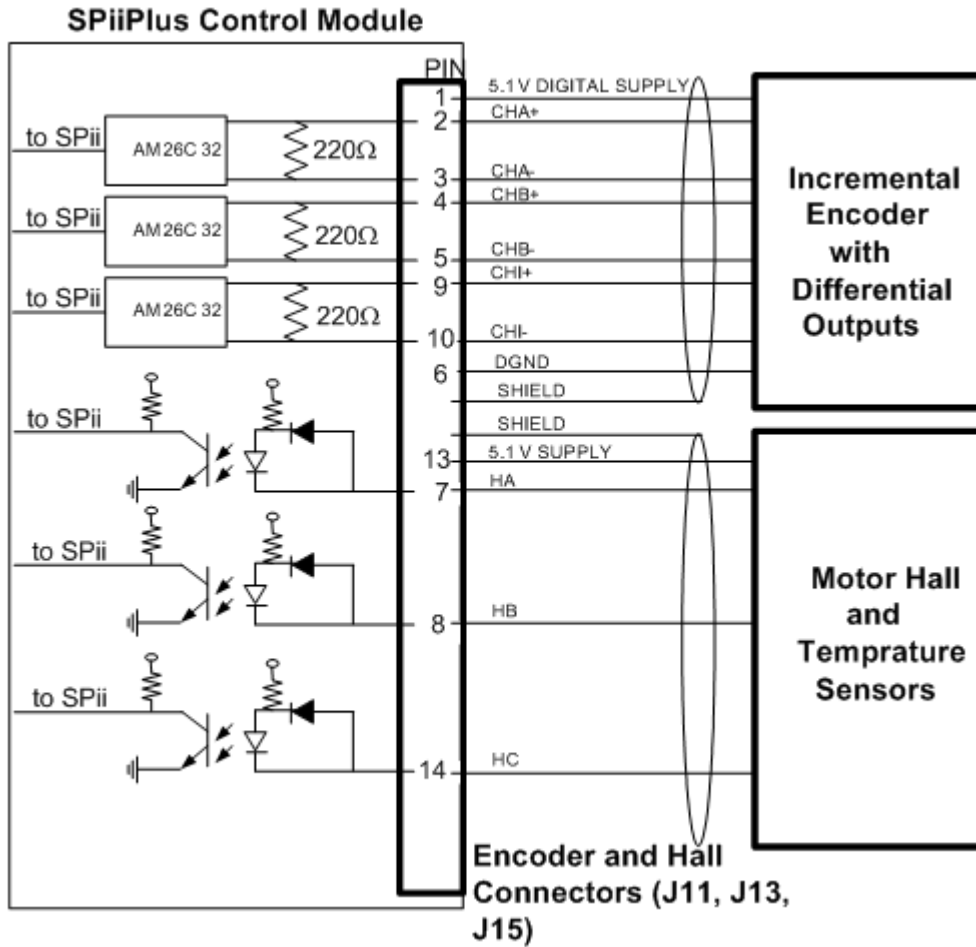 SPiiPlus Control Module
PIN
1
5.1V DIGITAL SUPPLY
2
CHA+
to SPii
AM26C32
220Ω
3
CHA-
4
CHB+
to SPii
AM26C32
220Ω
5
CHB-
9
CHI+
to SPii
AM26C32
220Ω
10
CHI-
6
DGND
SHIELD
Incremental
Encoder
with
Differential
Outputs
to SPii
SHIELD
13
5.1V SUPPLY
7
HA
to SPii
8
HB
to SPii
14
HC
Motor Hall
and
Temprature
Sensors
Encoder and Hall
Connectors (J11, J13,
J15)